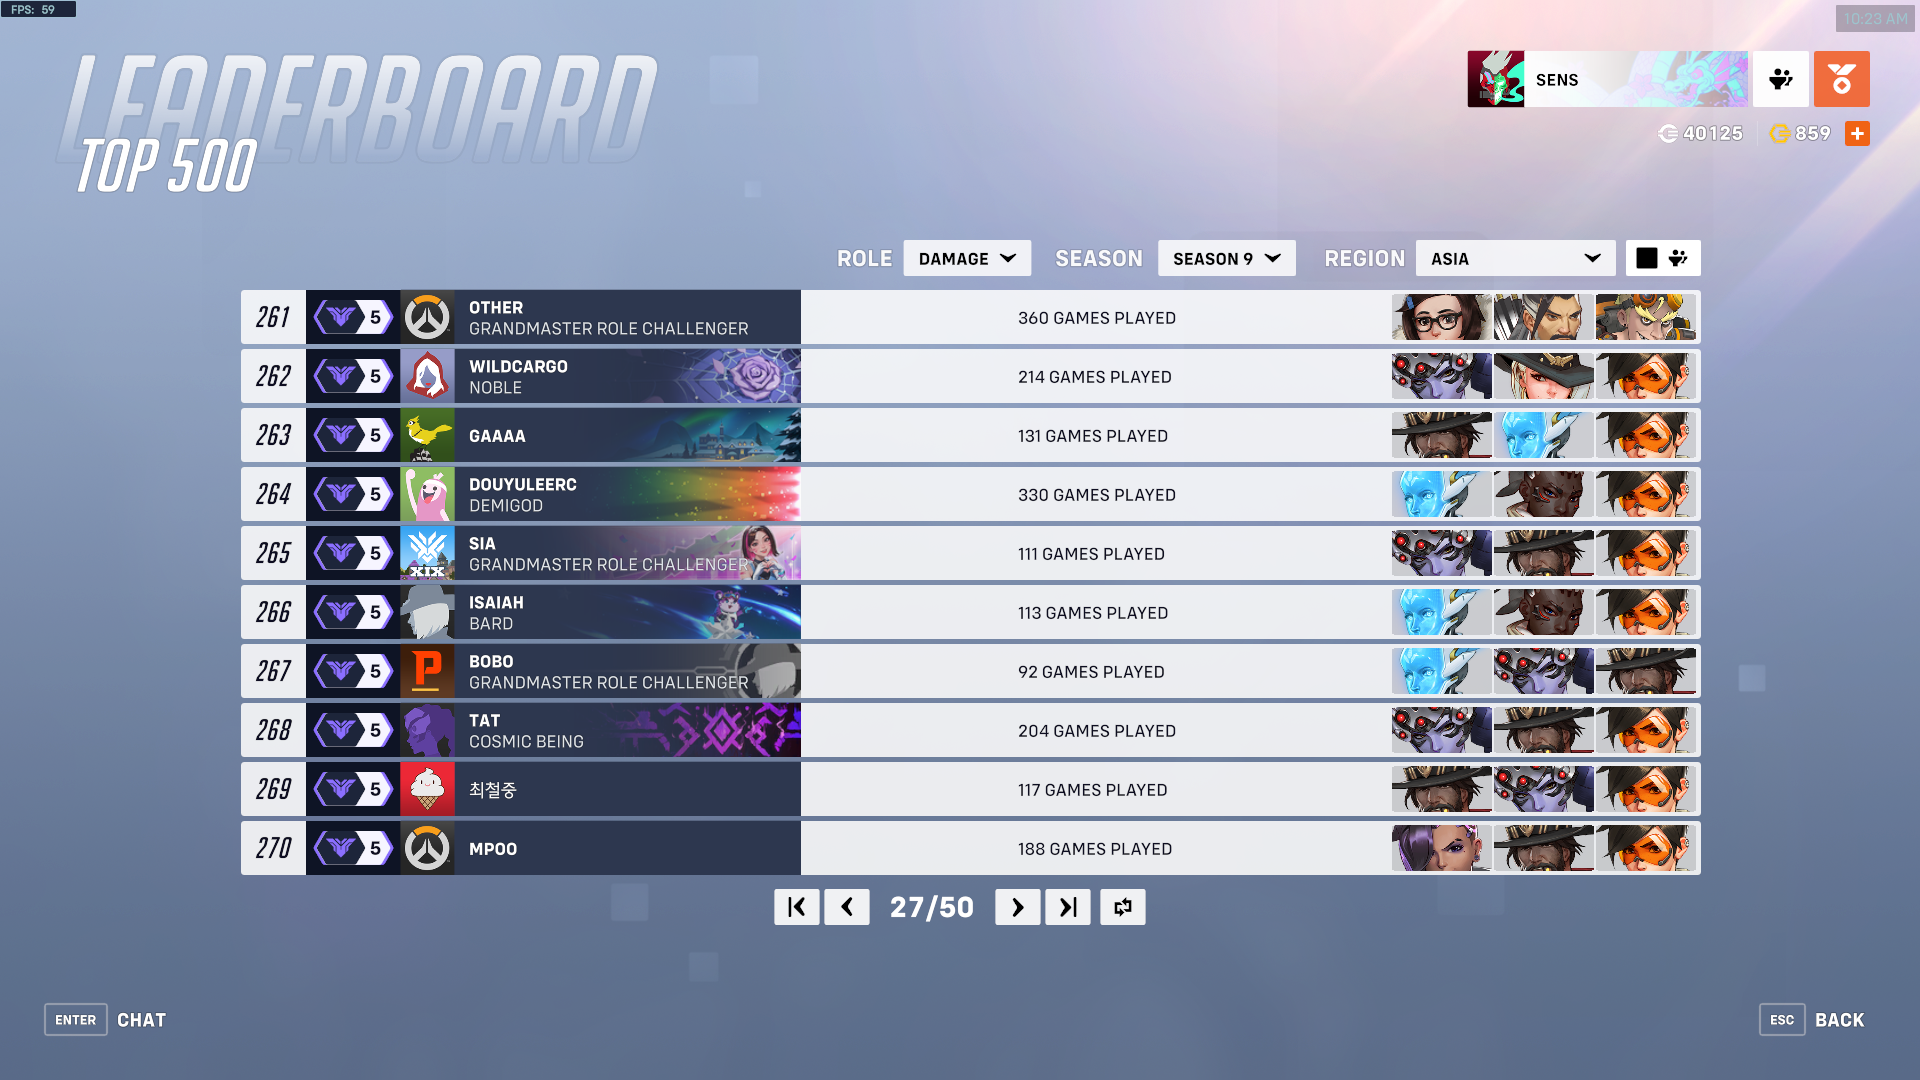 FPS: 59
10:23 AM
LEADERBOARD
TOP 500
SENS
40125
859
ROLE
DAMAGE
SEASON
SEASON 9
REGION
ASIA
261 5 OTHER 360 GAMES PLAYED
GRANDMASTER ROLE CHALLENGER
262 5 WILDCARGO 214 GAMES PLAYED
NOBLE
263 5 GAAAA 131 GAMES PLAYED
264 5 DOUYULEERC 330 GAMES PLAYED
DEMIGOD
265 5 XIX SIA 111 GAMES PLAYED
GRANDMASTER ROLE CHALLENGER
266 5 ISAIAH 113 GAMES PLAYED
BARD
267 5 P BOBO 92 GAMES PLAYED
GRANDMASTER ROLE CHALLENGER
268 5 TAT 204 GAMES PLAYED
COSMIC BEING
269 5 최철중 117 GAMES PLAYED
270 5 MPOO 188 GAMES PLAYED
27/50
ENTER CHAT
ESC BACK